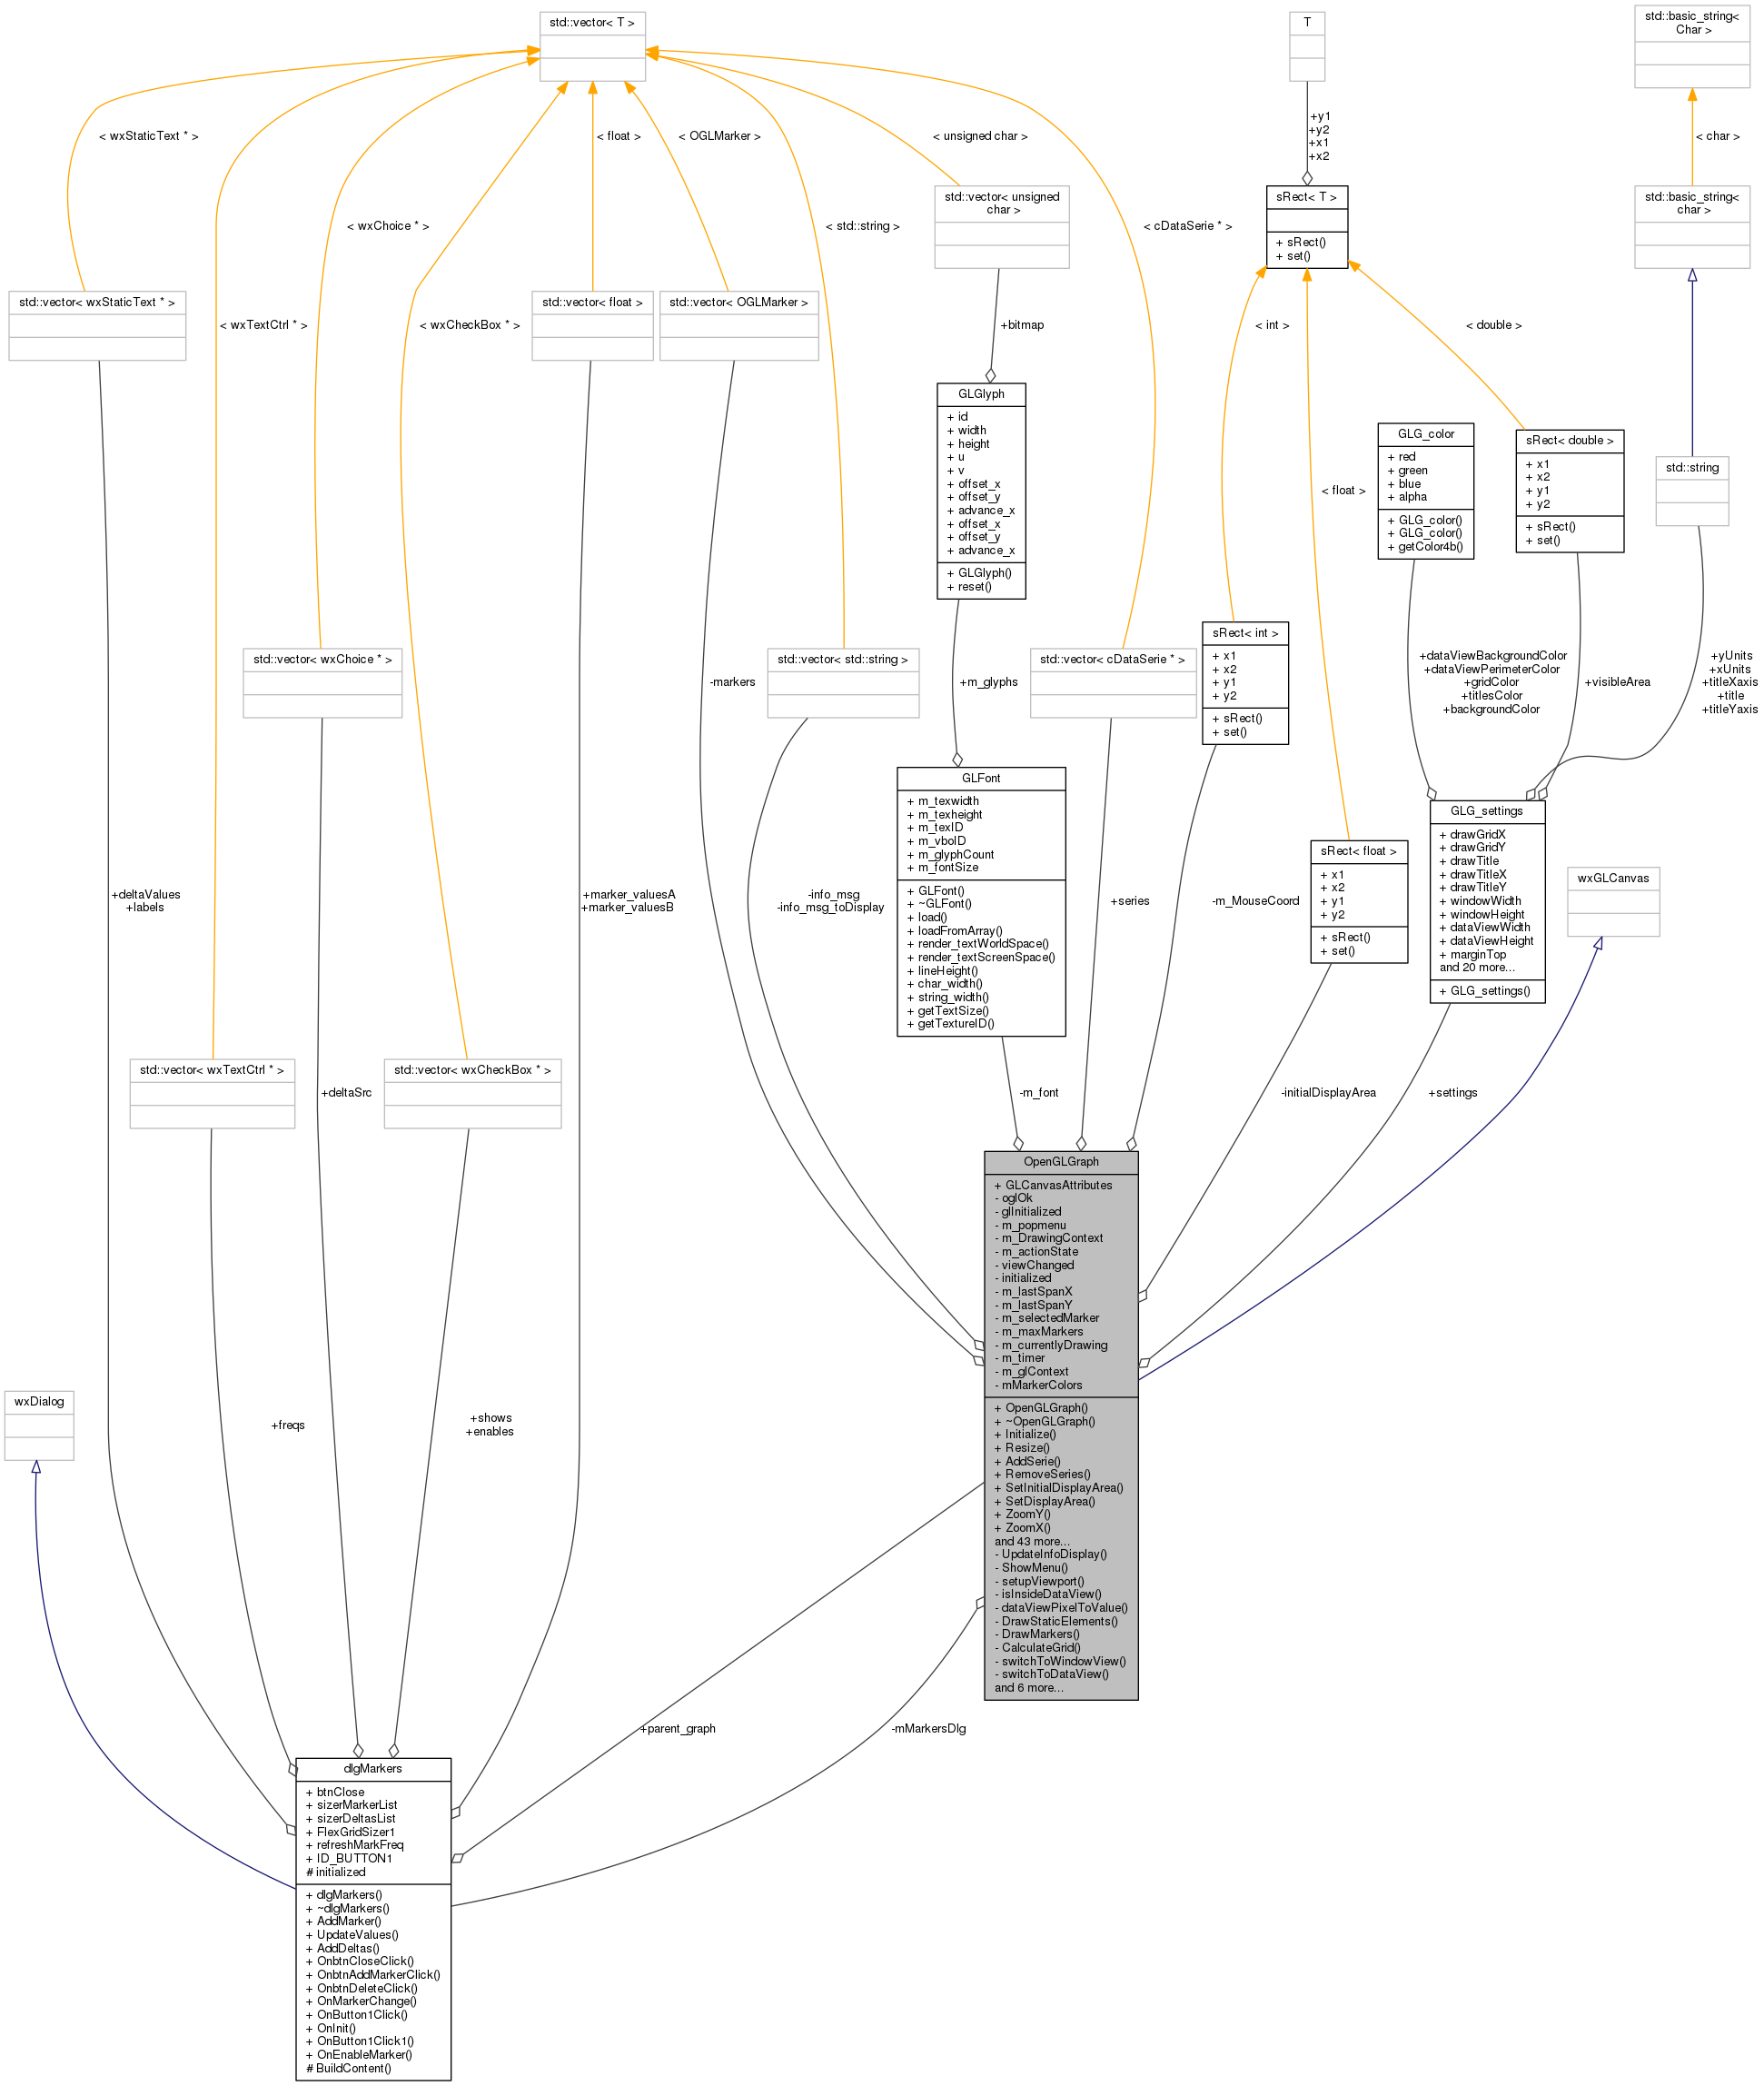 std::vector< T >
T
std::basic_string<
Char >
< wxStaticText * >
< float >
< OGLMarker >
< unsigned char >
+y1
+y2
+x1
+x2
< char >
std::vector< unsigned
char >
sRect< T >
+ sRect()
+ set()
std::basic_string<
char >
< wxChoice * >
< std::string >
< cDataSerie * >
std::vector< wxStaticText * >
< wxTextCtrl * >
< wxCheckBox * >
std::vector< float >
std::vector< OGLMarker >
+bitmap
< int >
< double >
GLGlyph
+ id
+ width
+ height
+ u
+ v
+ offset_x
+ offset_y
+ advance_x
+ offset_x
+ offset_y
+ advance_x
+ GLGlyph()
+ reset()
< float >
GLG_color
+ red
+ green
+ blue
+ alpha
+ GLG_color()
+ GLG_color()
+ getColor4b()
sRect< double >
+ x1
+ x2
+ y1
+ y2
+ sRect()
+ set()
std::string
std::vector< wxChoice * >
-markers
std::vector< std::string >
+m_glyphs
std::vector< cDataSerie * >
sRect< int >
+ x1
+ x2
+ y1
+ y2
+ sRect()
+ set()
+dataViewBackgroundColor
+dataViewPerimeterColor
+gridColor
+titlesColor
+backgroundColor
+visibleArea
+yUnits
+xUnits
+titleXaxis
+title
+titleYaxis
GLFont
+ m_texwidth
+ m_texheight
+ m_texID
+ m_vboID
+ m_glyphCount
+ m_fontSize
+ GLFont()
+ ~GLFont()
+ load()
+ loadFromArray()
+ render_textWorldSpace()
+ render_textScreenSpace()
+ lineHeight()
+ char_width()
+ string_width()
+ getTextSize()
+ getTextureID()
+deltaValues
+labels
+marker_valuesA
+marker_valuesB
-info_msg
-info_msg_toDisplay
+series
-m_MouseCoord
sRect< float >
+ x1
+ x2
+ y1
+ y2
+ sRect()
+ set()
GLG_settings
+ drawGridX
+ drawGridY
+ drawTitle
+ drawTitleX
+ drawTitleY
+ windowWidth
+ windowHeight
+ dataViewWidth
+ dataViewHeight
+ marginTop
and 20 more...
+ GLG_settings()
wxGLCanvas
std::vector< wxTextCtrl * >
+deltaSrc
std::vector< wxCheckBox * >
-m_font
-initialDisplayArea
+settings
OpenGLGraph
+ GLCanvasAttributes
- oglOk
- glInitialized
- m_popmenu
- m_DrawingContext
- m_actionState
- viewChanged
- initialized
- m_lastSpanX
- m_lastSpanY
- m_selectedMarker
- m_maxMarkers
- m_currentlyDrawing
- m_timer
- m_glContext
- mMarkerColors
+ OpenGLGraph()
+ ~OpenGLGraph()
+ Initialize()
+ Resize()
+ AddSerie()
+ RemoveSeries()
+ SetInitialDisplayArea()
+ SetDisplayArea()
+ ZoomY()
+ ZoomX()
and 43 more...
- UpdateInfoDisplay()
- ShowMenu()
- setupViewport()
- isInsideDataView()
- dataViewPixelToValue()
- DrawStaticElements()
- DrawMarkers()
- CalculateGrid()
- switchToWindowView()
- switchToDataView()
and 6 more...
wxDialog
+freqs
+shows
+enables
+parent_graph
-mMarkersDlg
dlgMarkers
+ btnClose
+ sizerMarkerList
+ sizerDeltasList
+ FlexGridSizer1
+ refreshMarkFreq
+ ID_BUTTON1
# initialized
+ dlgMarkers()
+ ~dlgMarkers()
+ AddMarker()
+ UpdateValues()
+ AddDeltas()
+ OnbtnCloseClick()
+ OnbtnAddMarkerClick()
+ OnbtnDeleteClick()
+ OnMarkerChange()
+ OnButton1Click()
+ OnInit()
+ OnButton1Click1()
+ OnEnableMarker()
# BuildContent()